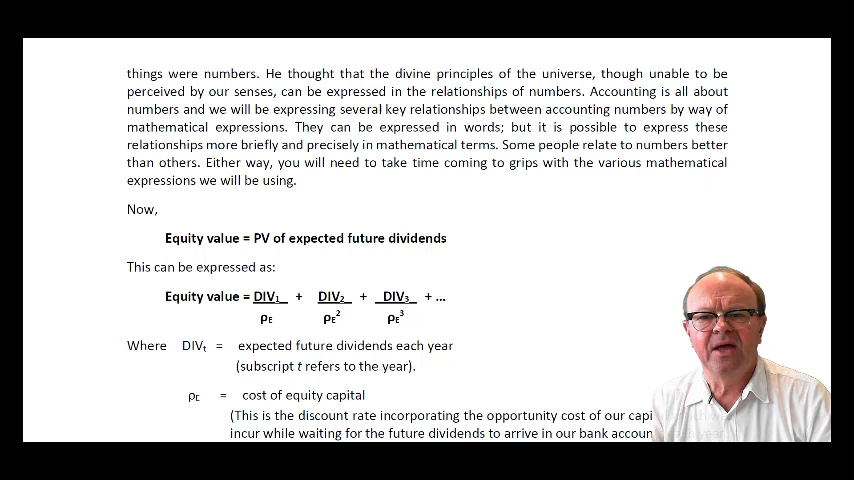 things were numbers. He thought that the divine principles of the universe, though unable to be
perceived by our senses, can be expressed in the relationships of numbers. Accounting is all about
numbers and we will be expressing several key relationships between accounting numbers by way of
mathematical expressions. They can be expressed in words; but it is possible to express these
relationships more briefly and precisely in mathematical terms. Some people relate to numbers better
than others. Either way, you will need to take time coming to grips with the various mathematical
expressions we will be using.
Now,
Equity value = PV of expected future dividends
This can be expressed as:
Equity value = DIV₁ + DIV₂ + DIV₃ + ...
ρE ρE² ρE³
Where DIVt = expected future dividends each year
(subscript t refers to the year).
ρE = cost of equity capital
(This is the discount rate incorporating the opportunity cost of our
incur while waiting for the future dividends to arrive in our bank